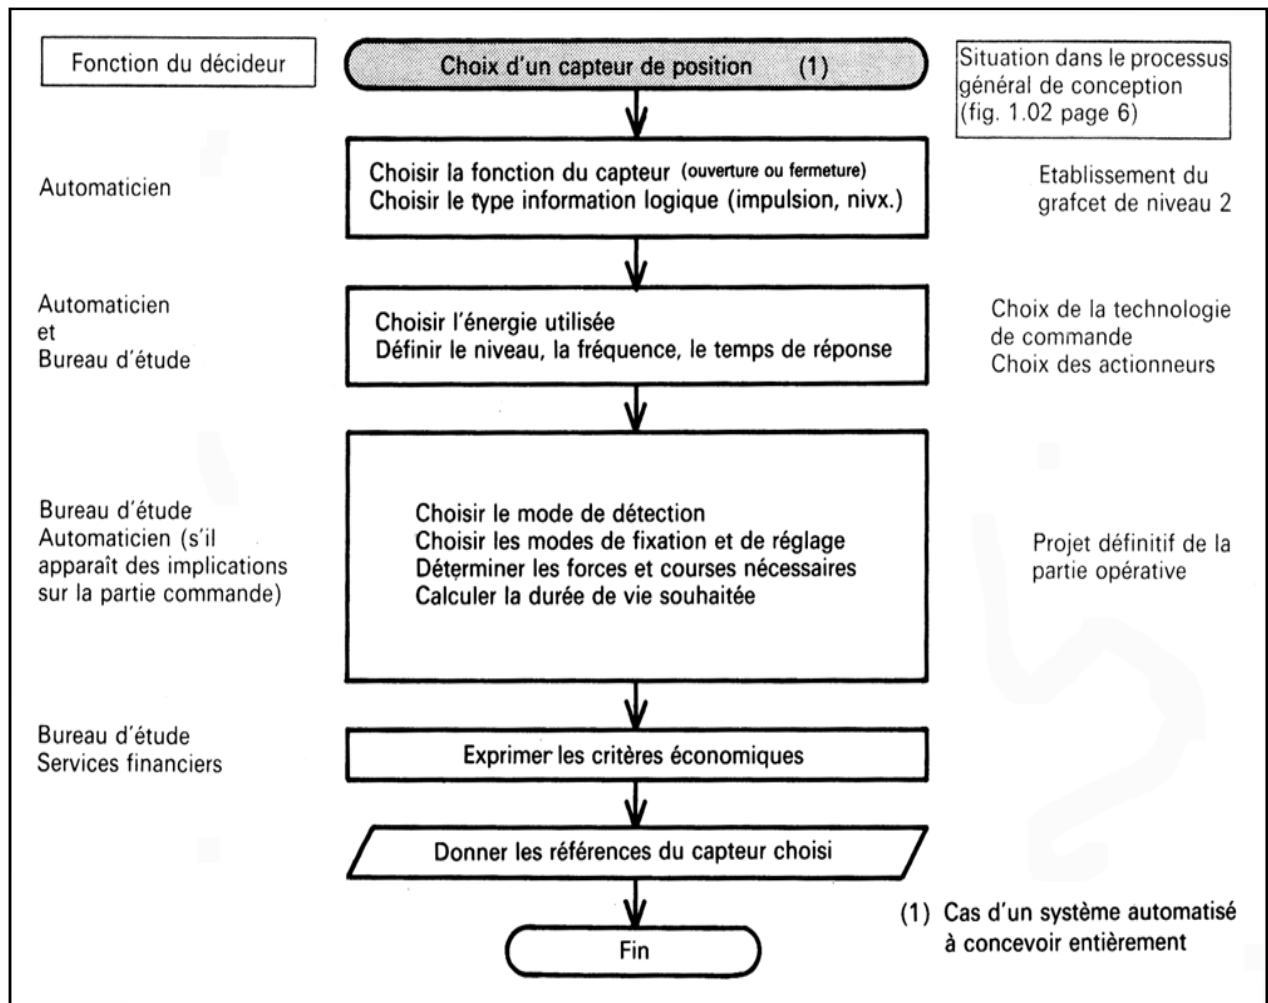 Fonction du décideur
Choix d'un capteur de position (1)
Situation dans le processus
général de conception
(fig. 1.02 page 6)
Automaticien
Choisir la fonction du capteur (ouverture ou fermeture)
Choisir le type information logique (impulsion, nivx.)
Etablissement du
grafcet de niveau 2
Automaticien
et
Bureau d'étude
Choisir l'énergie utilisée
Définir le niveau, la fréquence, le temps de réponse
Choix de la technologie
de commande
Choix des actionneurs
Bureau d'étude
Automaticien (s'il
apparaît des implications
sur la partie commande)
Choisir le mode de détection
Choisir les modes de fixation et de réglage
Déterminer les forces et courses nécessaires
Calculer la durée de vie souhaitée
Projet définitif de la
partie opérative
Bureau d'étude
Services financiers
Exprimer les critères économiques
Donner les références du capteur choisi
Fin
(1) Cas d'un système automatisé
à concevoir entièrement